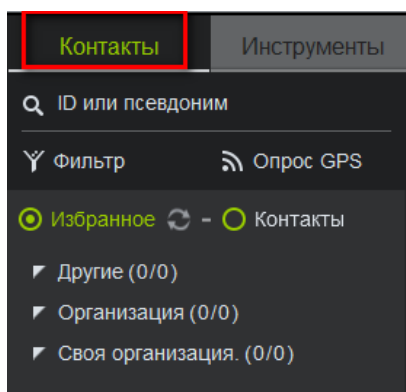 Контакты Инструменты
ID или псевдоним
Фильтр Опрос GPS
Избранное - Контакты
Другие (0/0)
Организация (0/0)
Своя организация. (0/0)